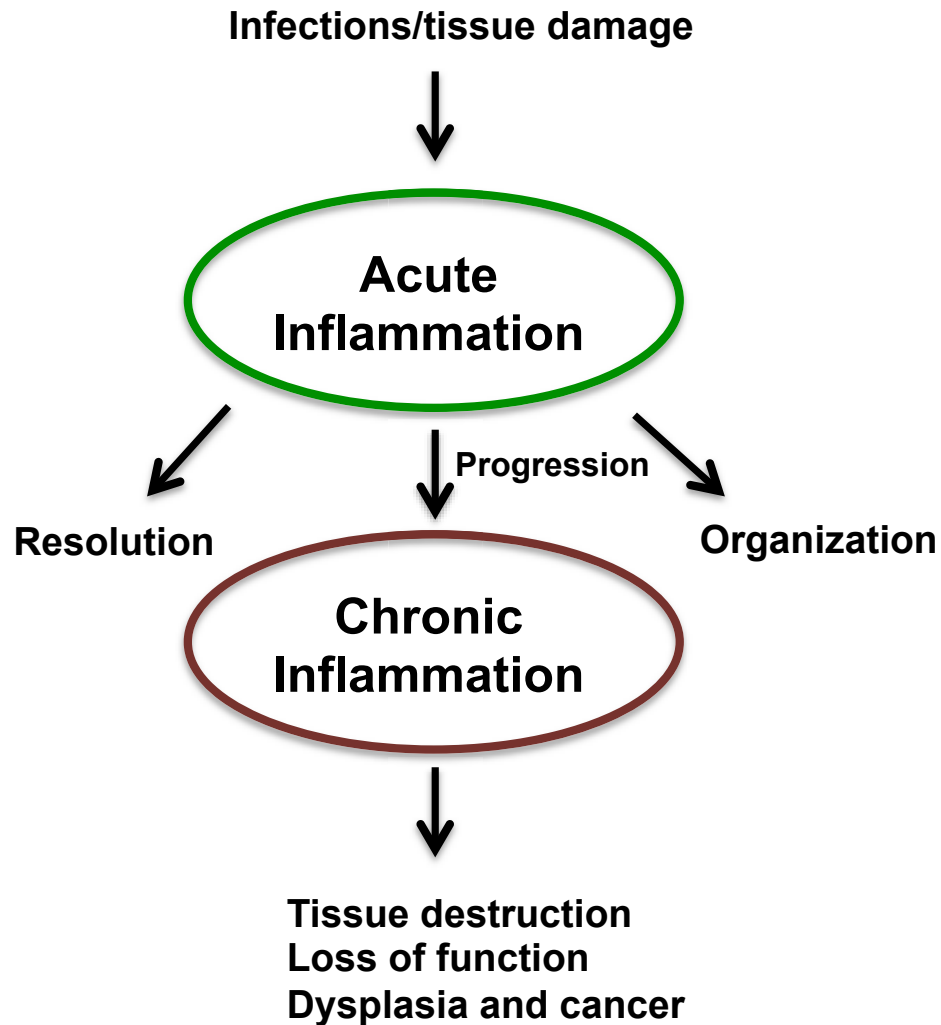 Infections/tissue damage
Acute
Inflammation
Progression
Resolution
Organization
Chronic
Inflammation
Tissue destruction
Loss of function
Dysplasia and cancer